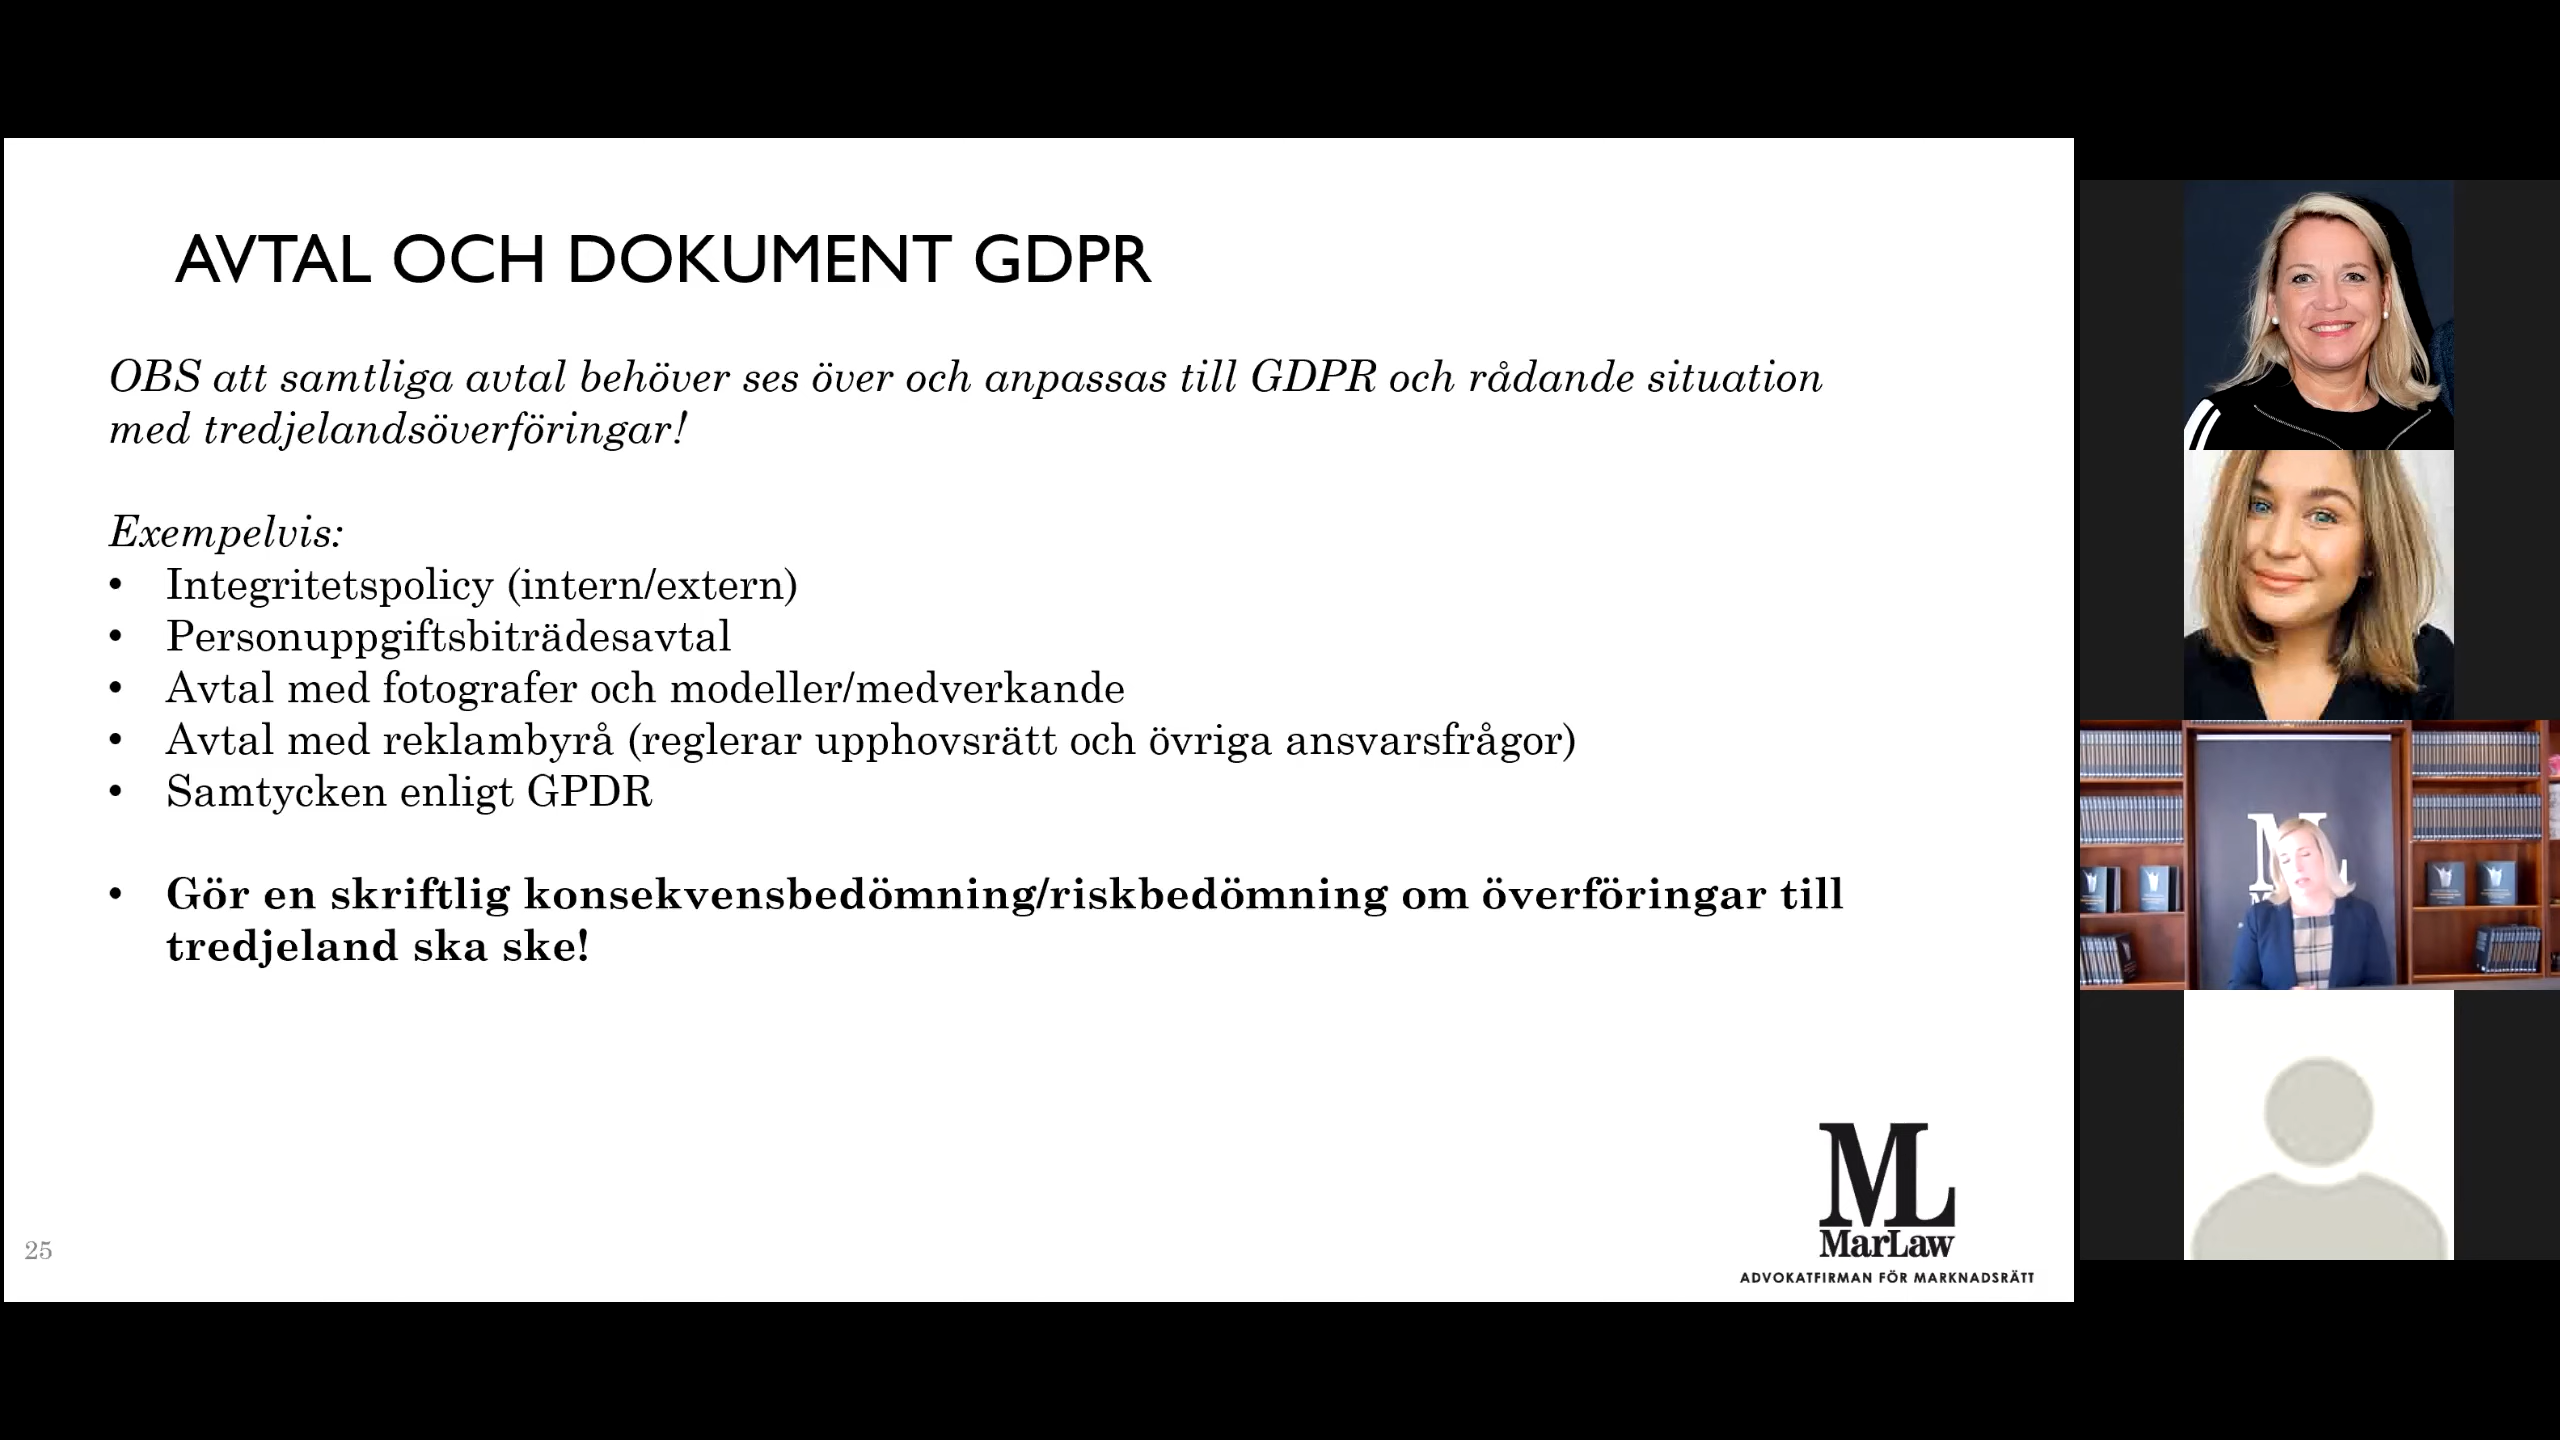 AVTAL OCH DOKUMENT GDPR
OBS att samtliga avtal behöver ses över och anpassas till GDPR och rådande situation
med tredjelandsöverföringar!
Exempelvis:
• Integritetspolicy (intern/extern)
• Personuppgiftsbiträdesavtal
• Avtal med fotografer och modeller/medverkande
• Avtal med reklambyrå (reglerar upphovsrätt och övriga ansvarsfrågor)
• Samtycken enligt GPDR
• Gör en skriftlig konsekvensbedömning/riskbedömning om överföringar till
tredjeland ska ske!
25
ML
MarLaw
ADVOKATFIRMAN FÖR MARKNADSRÄTT